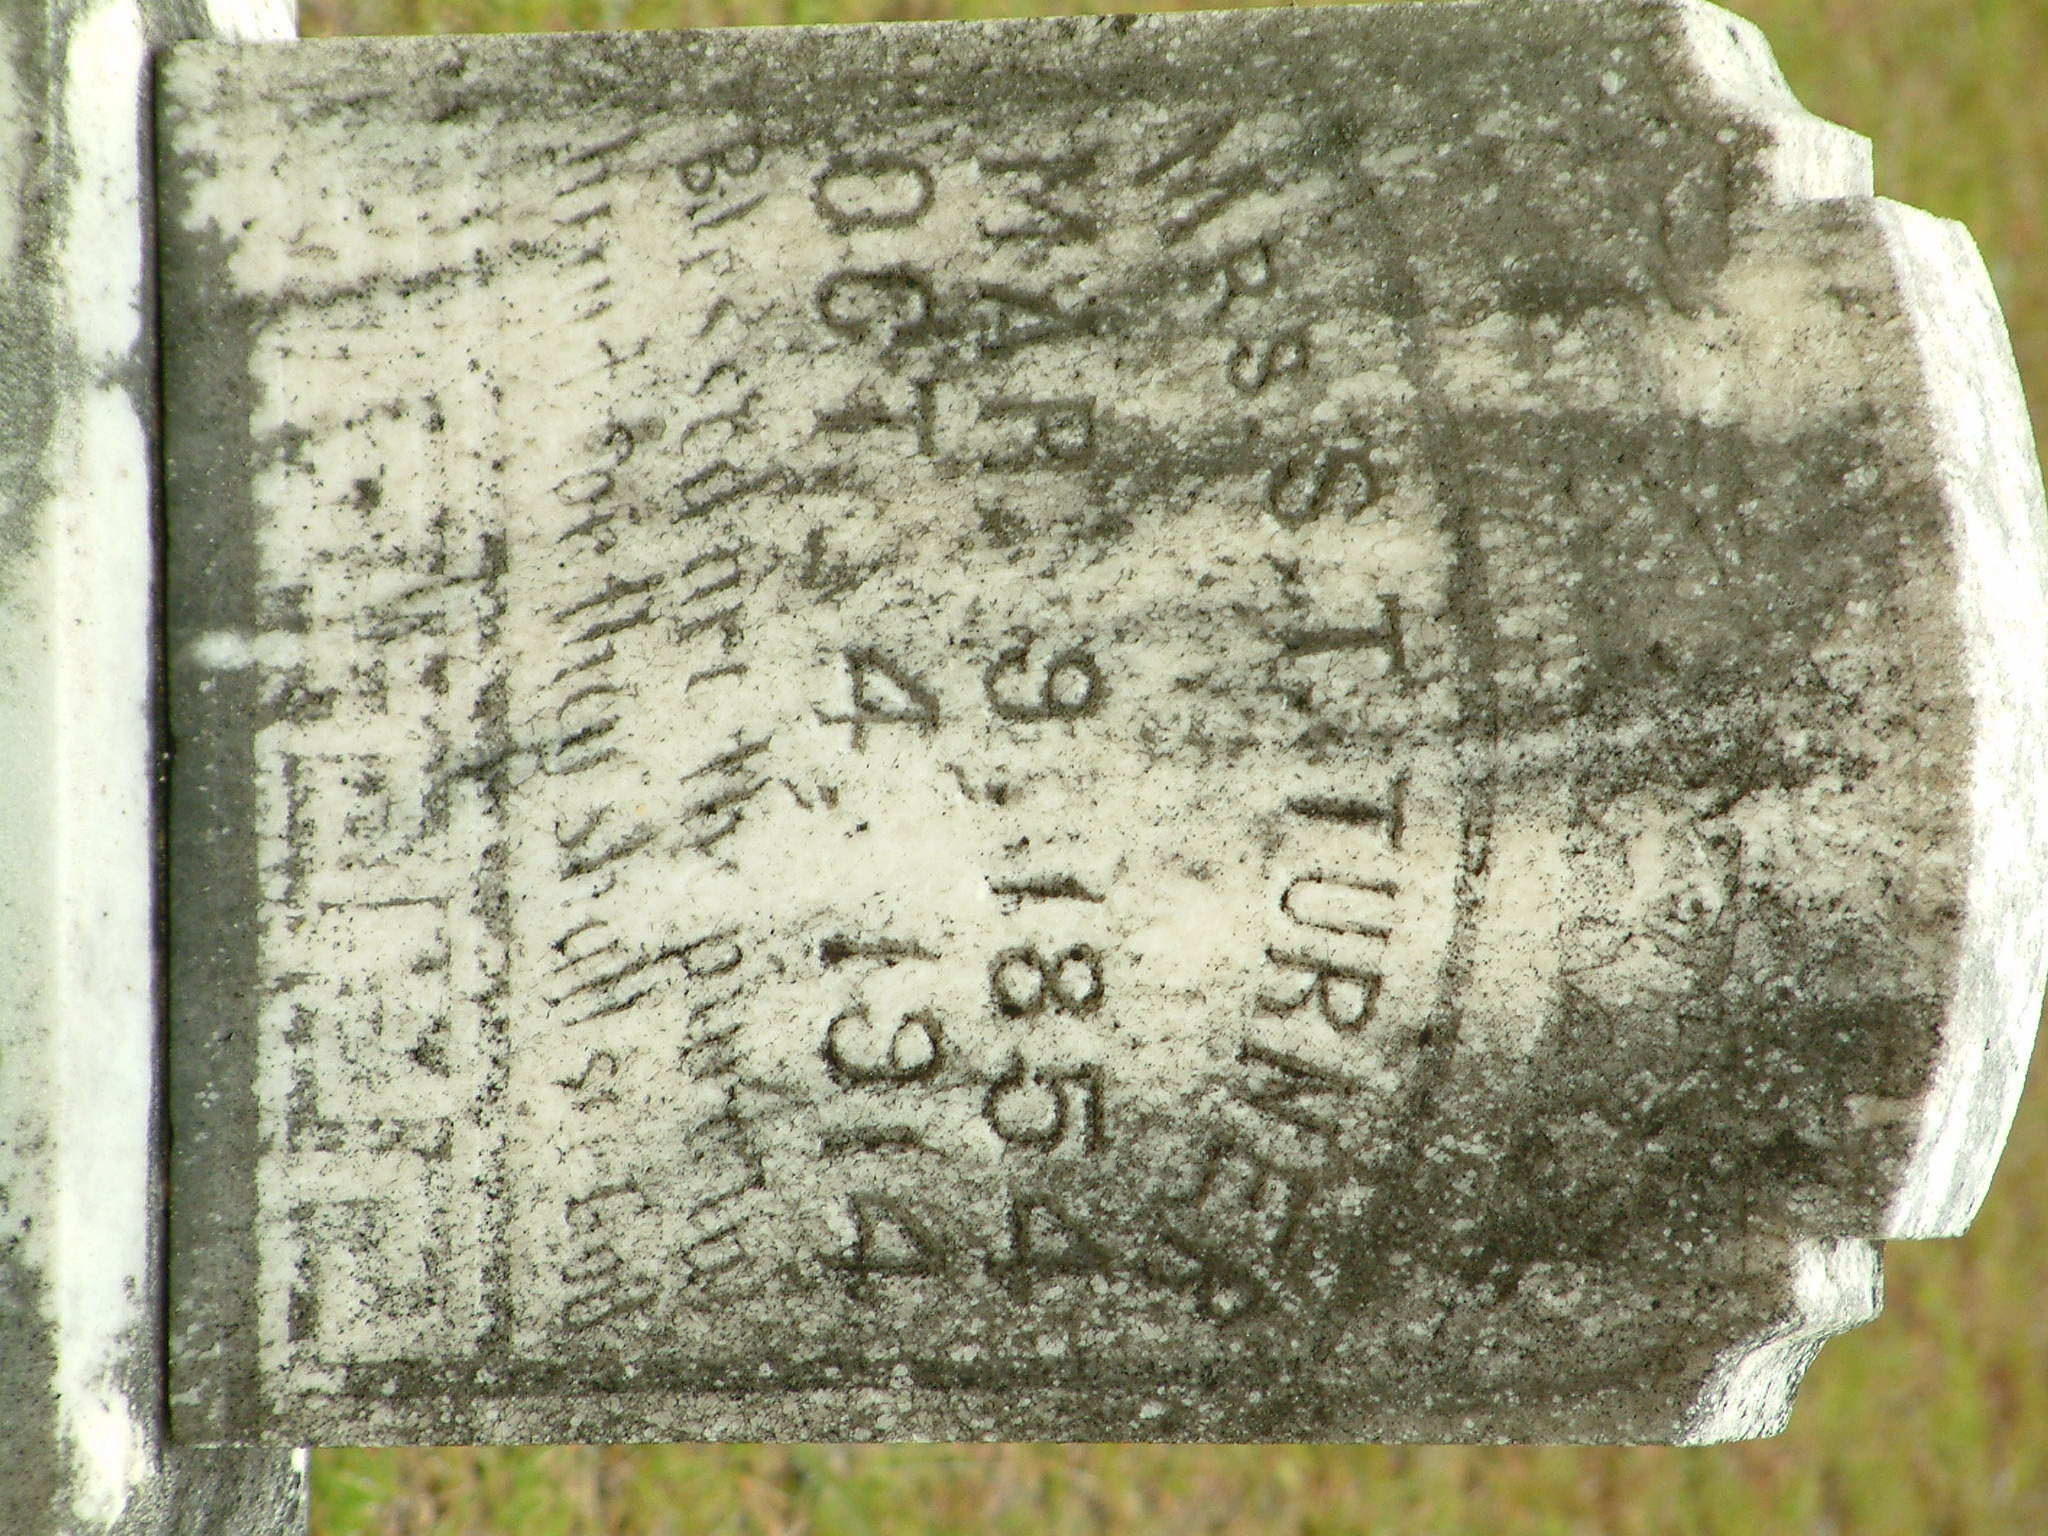 MRS. S. T. TURNER
MAR. 9, 1854
OCT. 4, 1914
Blessed are the pure in
heart for they shall see God